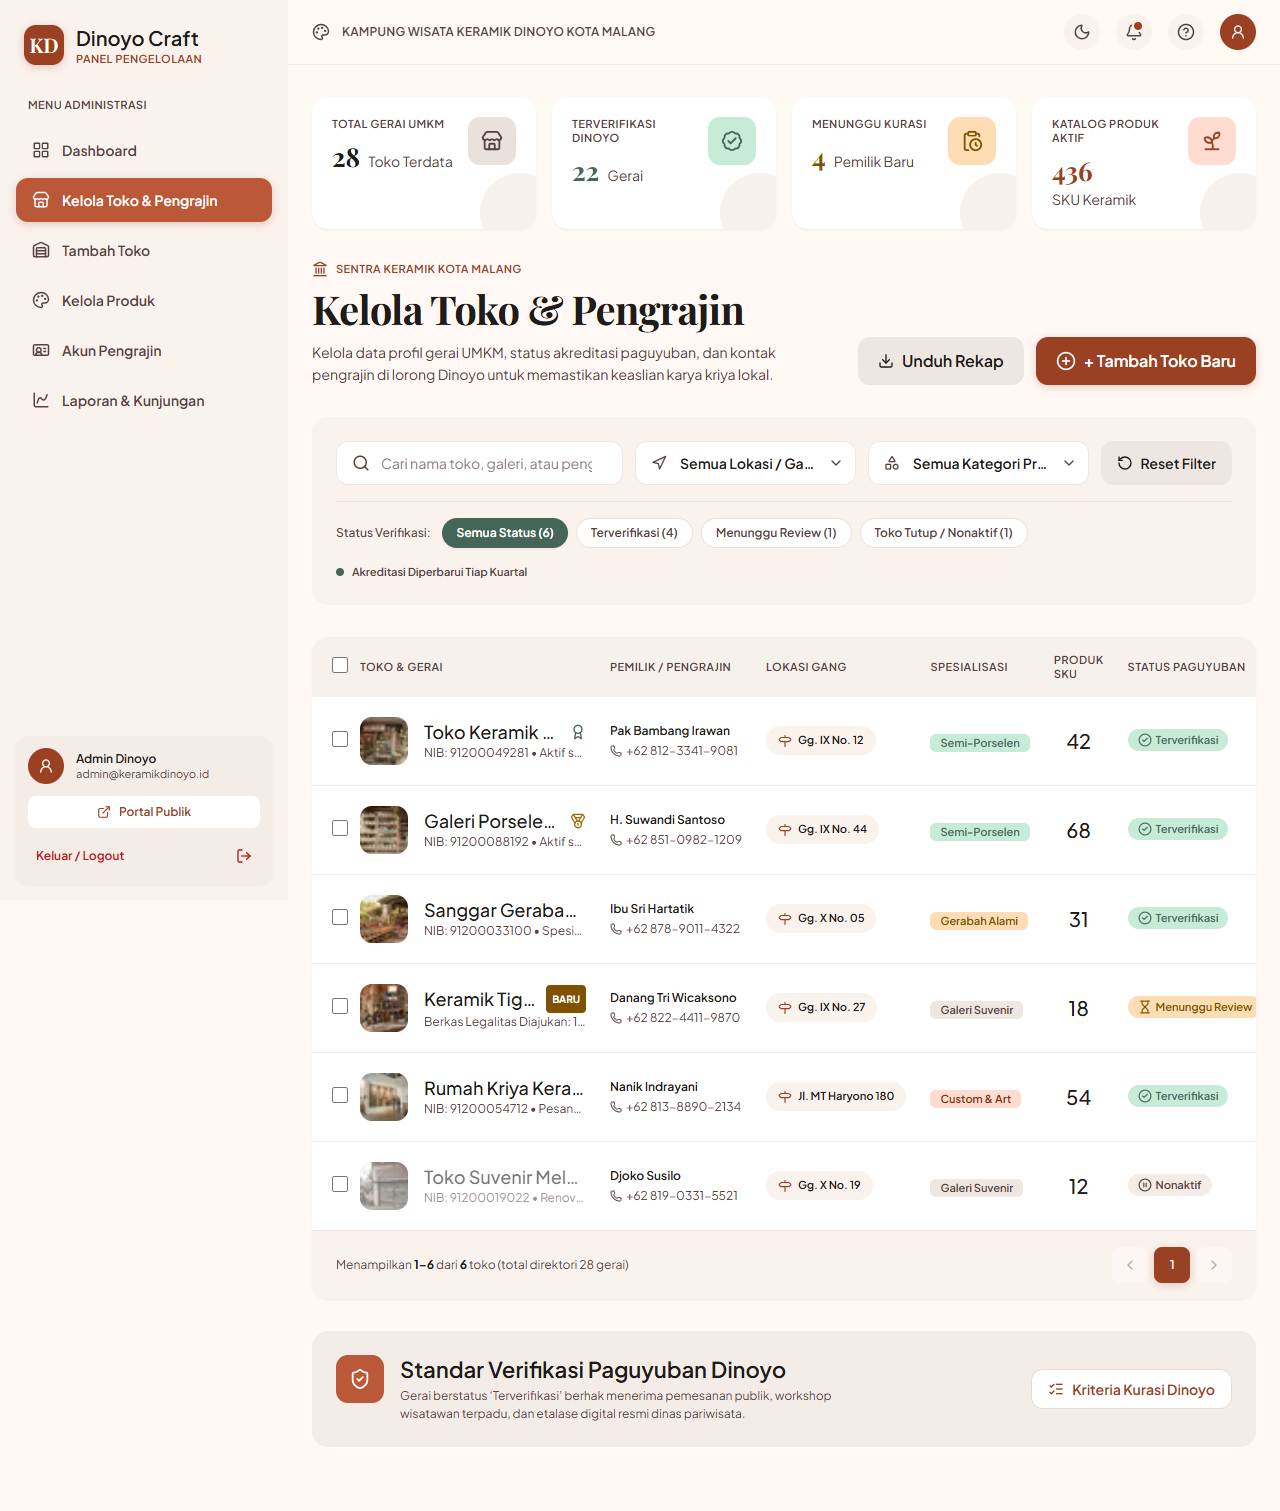 KD
Dinoyo Craft
PANEL PENGELOLAAN
MENU ADMINISTRASI
Dashboard
Kelola Toko & Pengrajin
Tambah Toko
Kelola Produk
Akun Pengrajin
Laporan & Kunjungan
Admin Dinoyo
admin@keramikdinoyo.id
Portal Publik
Keluar / Logout
KAMPUNG WISATA KERAMIK DINOYO KOTA MALANG
TOTAL GERAI UMKM
28 Toko Terdata
TERVERIFIKASI
DINOYO
22 Gerai
MENUNGGU KURASI
4 Pemilik Baru
KATALOG PRODUK
AKTIF
436
SKU Keramik
SENTRA KERAMIK KOTA MALANG
Kelola Toko & Pengrajin
Kelola data profil gerai UMKM, status akreditasi paguyuban, dan kontak
pengrajin di lorong Dinoyo untuk memastikan keaslian karya kriya lokal.
Unduh Rekap
+ Tambah Toko Baru
Cari nama toko, galeri, atau peng
Semua Lokasi / Ga...
Semua Kategori Pr...
Reset Filter
Status Verifikasi:
Semua Status (6)
Terverifikasi (4)
Menunggu Review (1)
Toko Tutup / Nonaktif (1)
Akreditasi Diperbarui Tiap Kuartal
TOKO & GERAI
PEMILIK / PENGRAJIN
LOKASI GANG
SPESIALISASI
PRODUK
SKU
STATUS PAGUYUBAN
Toko Keramik ...
NIB: 91200049281 • Aktif s...
Pak Bambang Irawan
+62 812-3341-9081
Gg. IX No. 12
Semi-Porselen
42
Terverifikasi
Galeri Porsele...
NIB: 91200088192 • Aktif s...
H. Suwandi Santoso
+62 851-0982-1209
Gg. IX No. 44
Semi-Porselen
68
Terverifikasi
Sanggar Geraba...
NIB: 91200033100 • Spesi...
Ibu Sri Hartatik
+62 878-9011-4322
Gg. X No. 05
Gerabah Alami
31
Terverifikasi
Keramik Tig...
BARU
Berkas Legalitas Diajukan: 1...
Danang Tri Wicaksono
+62 822-4411-9870
Gg. IX No. 27
Galeri Suvenir
18
Menunggu Review
Rumah Kriya Kera...
NIB: 91200054712 • Pesan...
Nanik Indrayani
+62 813-8890-2134
Jl. MT Haryono 180
Custom & Art
54
Terverifikasi
Toko Suvenir Mel...
NIB: 91200019022 • Renov...
Djoko Susilo
+62 819-0331-5521
Gg. X No. 19
Galeri Suvenir
12
Nonaktif
Menampilkan 1-6 dari 6 toko (total direktori 28 gerai)
1
Standar Verifikasi Paguyuban Dinoyo
Gerai berstatus 'Terverifikasi' berhak menerima pemesanan publik, workshop
wisatawan terpadu, dan etalase digital resmi dinas pariwisata.
Kriteria Kurasi Dinoyo